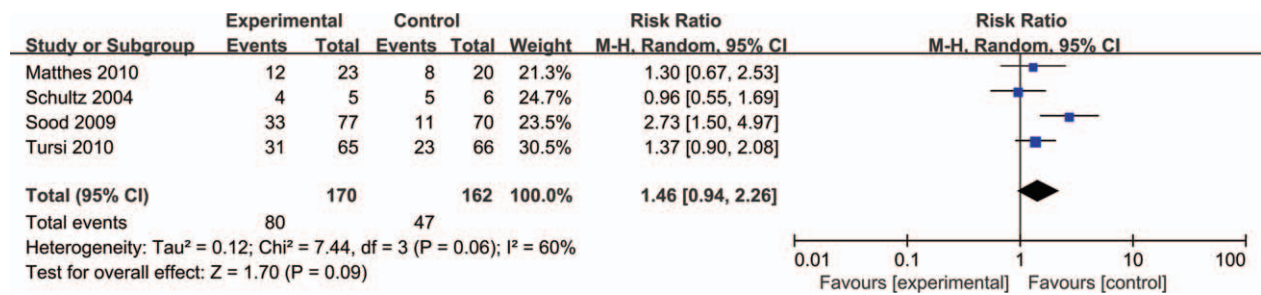 Experimental Control Risk Ratio Risk Ratio
Study or Subgroup Events Total Events Total Weight M-H, Random, 95% CI M-H, Random, 95% CI
Matthes 2010 12 23 8 20 21.3% 1.30 [0.67, 2.53]
Schultz 2004 4 5 5 6 24.7% 0.96 [0.55, 1.69]
Sood 2009 33 77 11 70 23.5% 2.73 [1.50, 4.97]
Tursi 2010 31 65 23 66 30.5% 1.37 [0.90, 2.08]
Total (95% CI) 170 162 100.0% 1.46 [0.94, 2.26]
Total events 80 47
Heterogeneity: Tau² = 0.12; Chi² = 7.44, df = 3 (P = 0.06); I² = 60%
Test for overall effect: Z = 1.70 (P = 0.09)
0.01 0.1 1 10 100
Favours [experimental] Favours [control]